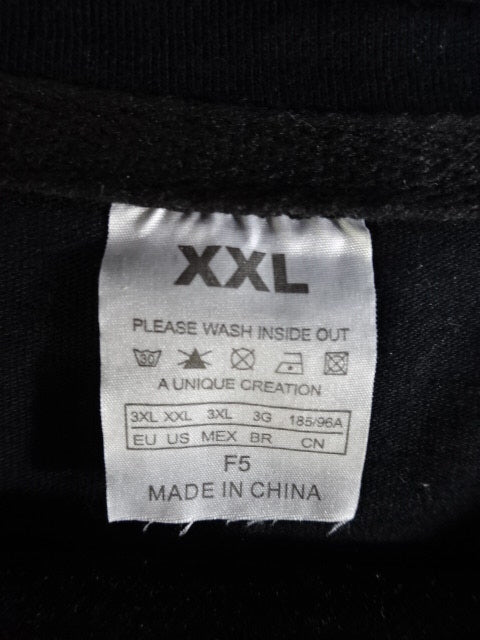 XXL
PLEASE WASH INSIDE OUT
30
A UNIQUE CREATION
3XL XXL 3XL 3G 185/96A
EU US MEX BR CN
F5
MADE IN CHINA